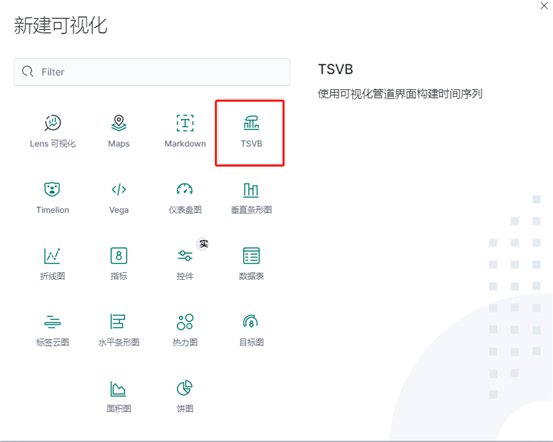 新建可视化
Filter
TSVB
使用可视化管道界面构建时间序列
Lens 可视化
Maps
Markdown
TSVB
Timelion
Vega
仪表盘图
垂直条形图
折线图
8
指标
实
控件
数据表
标签云图
水平条形图
热力图
8
目标图
面积图
饼图